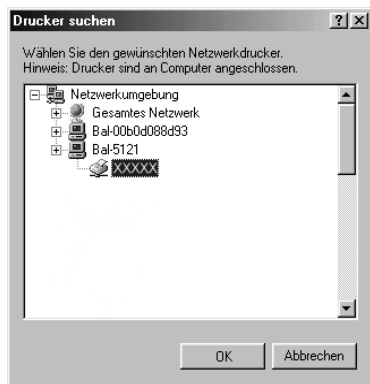 Drucker suchen
Wählen Sie den gewünschten Netzwerkdrucker.
Hinweis: Drucker sind an Computer angeschlossen.
Netzwerkumgebung
Gesamtes Netzwerk
Bal-00b0d088d93
Bal-5121
XXXXX
OK Abbrechen